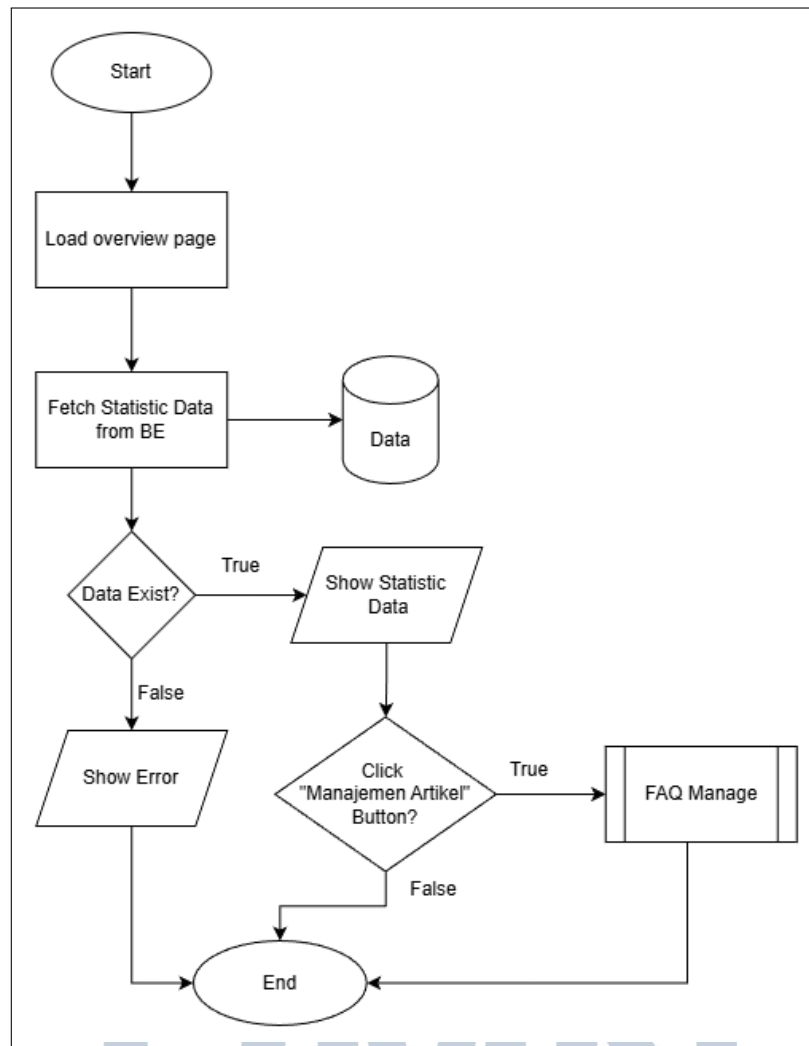 Start
Load overview page
Fetch Statistic Data
from BE
Data
Data Exist?
True
Show Statistic
Data
False
Show Error
Click
"Manajemen Artikel"
Button?
True
FAQ Manage
False
End